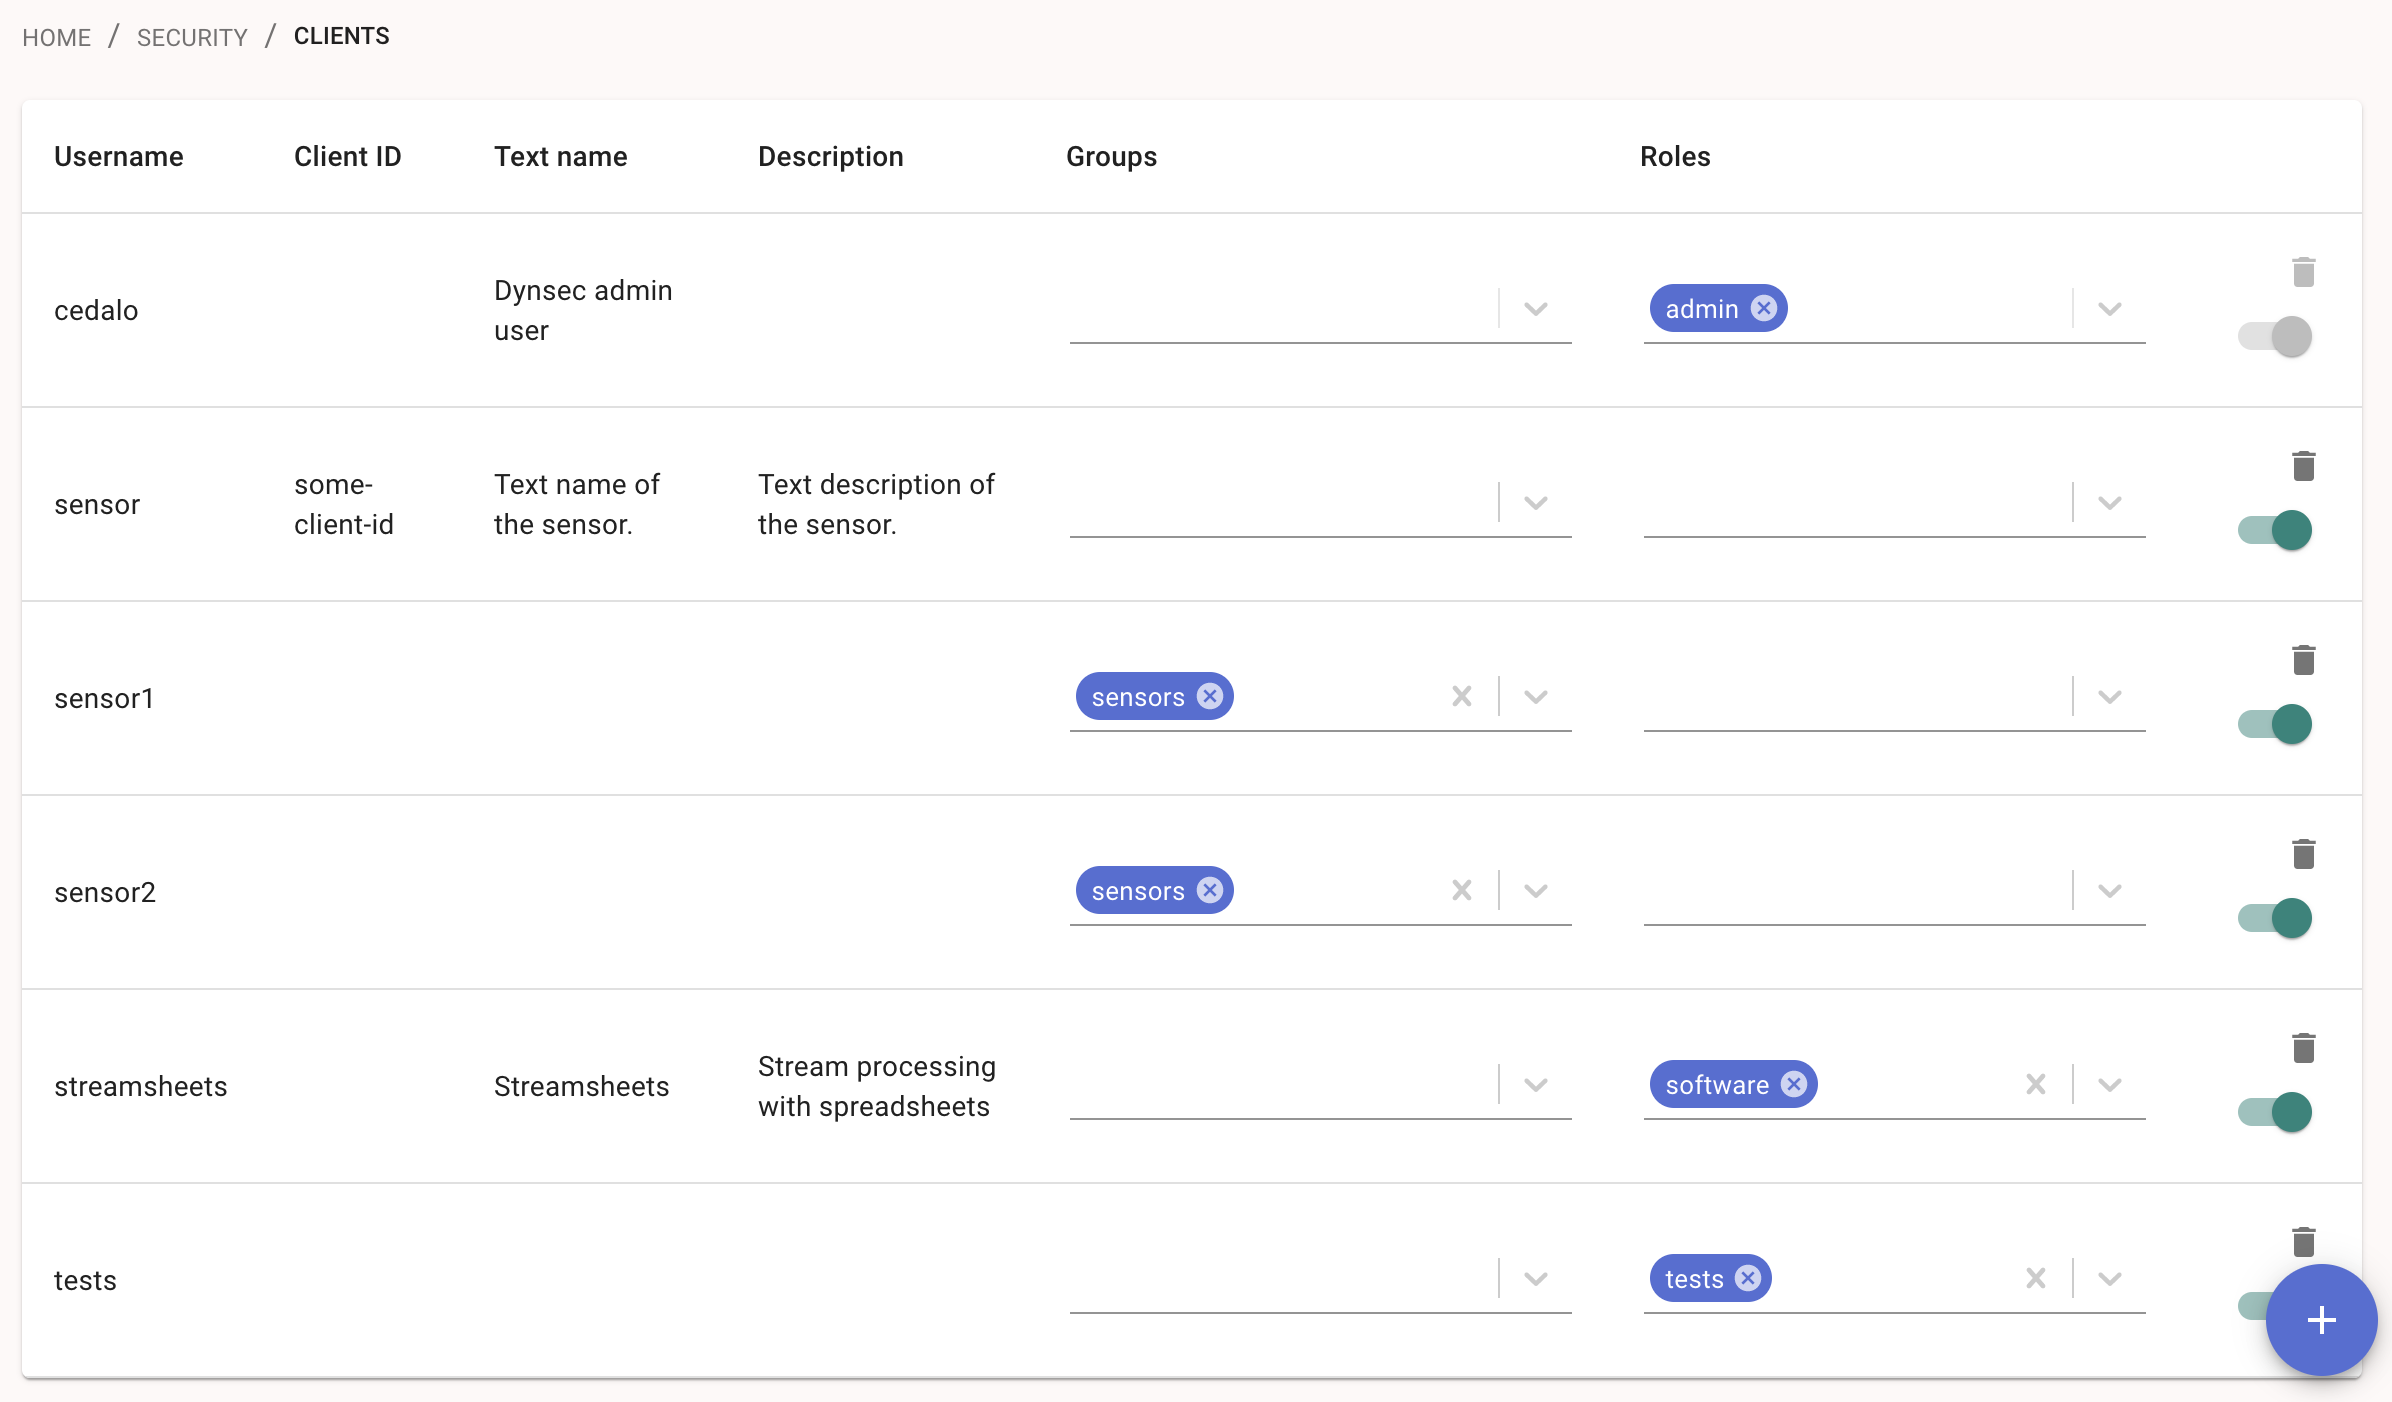 HOME / SECURITY / CLIENTS
Username Client ID Text name Description Groups Roles
cedalo Dynsec admin user admin
sensor some-client-id Text name of the sensor. Text description of the sensor.
sensor1 sensors
sensor2 sensors
streamsheets Streamsheets Stream processing with spreadsheets software
tests tests